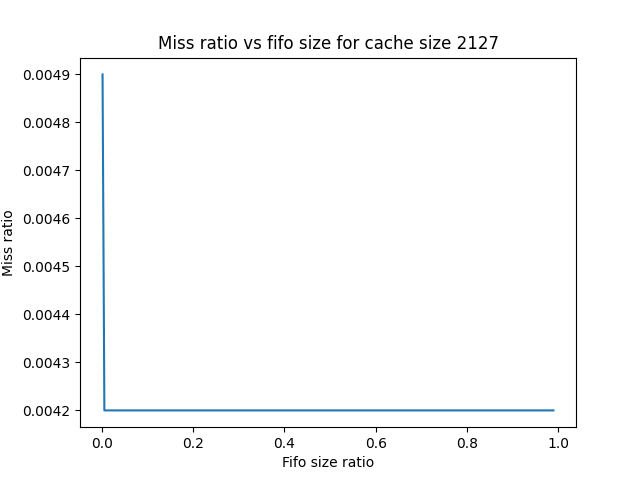 Miss ratio vs fifo size for cache size 2127
0.0049
0.0048
0.0047
0.0046
0.0045
0.0044
0.0043
0.0042
Miss ratio
0.0 0.2 0.4 0.6 0.8 1.0
Fifo size ratio